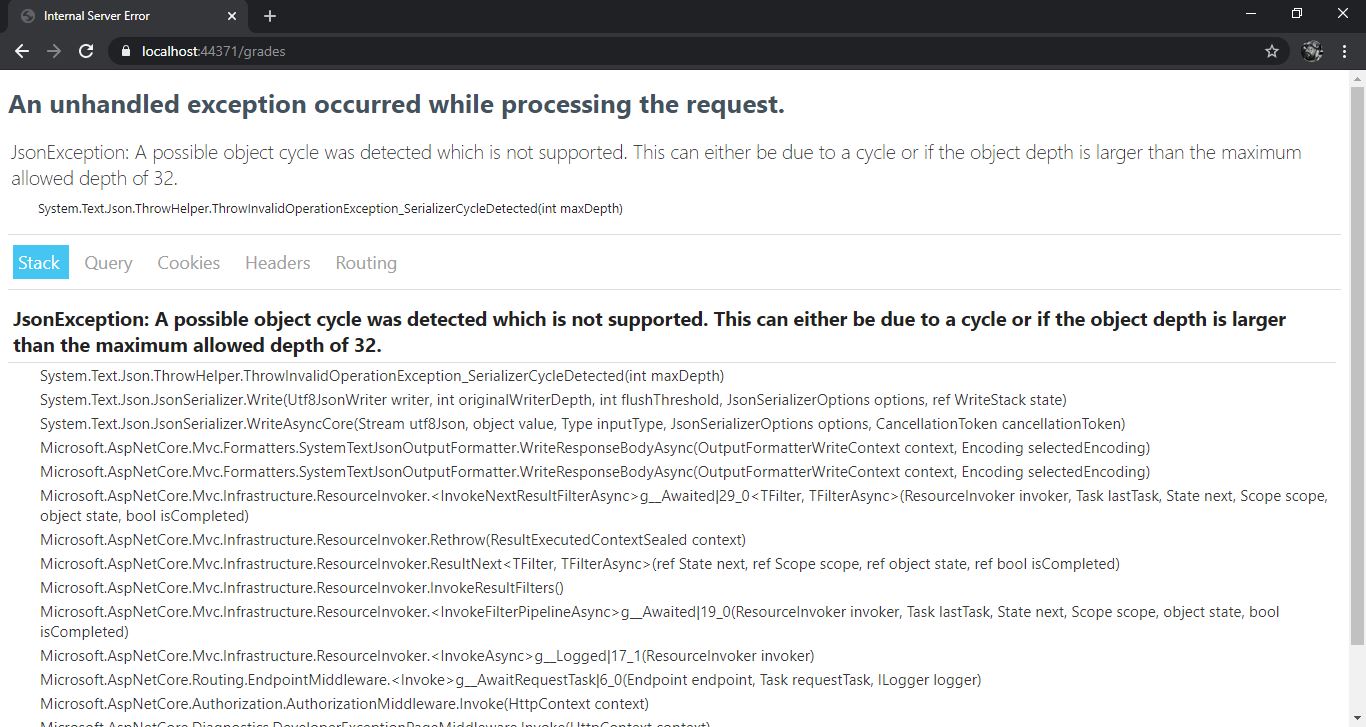 Internal Server Error
localhost:44371/grades
An unhandled exception occurred while processing the request.
JsonException: A possible object cycle was detected which is not supported. This can either be due to a cycle or if the object depth is larger than the maximum
allowed depth of 32.
System.Text.Json.ThrowHelper.ThrowInvalidOperationException_SerializerCycleDetected(int maxDepth)
Stack Query Cookies Headers Routing
JsonException: A possible object cycle was detected which is not supported. This can either be due to a cycle or if the object depth is larger
than the maximum allowed depth of 32.
System.Text.Json.ThrowHelper.ThrowInvalidOperationException_SerializerCycleDetected(int maxDepth)
System.Text.Json.JsonSerializer.Write(Utf8JsonWriter writer, int originalWriterDepth, int flushThreshold, JsonSerializerOptions options, ref WriteStack state)
System.Text.Json.JsonSerializer.WriteAsyncCore(Stream utf8Json, object value, Type inputType, JsonSerializerOptions options, CancellationToken cancellationToken)
Microsoft.AspNetCore.Mvc.Formatters.SystemTextJsonOutputFormatter.WriteResponseBodyAsync(OutputFormatterWriteContext context, Encoding selectedEncoding)
Microsoft.AspNetCore.Mvc.Formatters.SystemTextJsonOutputFormatter.WriteResponseBodyAsync(OutputFormatterWriteContext context, Encoding selectedEncoding)
Microsoft.AspNetCore.Mvc.Infrastructure.ResourceInvoker.<InvokeNextResultFilterAsync>g__Awaited|29_0<TFilter, TFilterAsync>(ResourceInvoker invoker, Task lastTask, State next, Scope scope,
object state, bool isCompleted)
Microsoft.AspNetCore.Mvc.Infrastructure.ResourceInvoker.Rethrow(ResultExecutedContextSealed context)
Microsoft.AspNetCore.Mvc.Infrastructure.ResourceInvoker.ResultNext<TFilter, TFilterAsync>(ref State next, ref Scope scope, ref object state, ref bool isCompleted)
Microsoft.AspNetCore.Mvc.Infrastructure.ResourceInvoker.InvokeResultFilters()
Microsoft.AspNetCore.Mvc.Infrastructure.ResourceInvoker.<InvokeFilterPipelineAsync>g__Awaited|19_0(ResourceInvoker invoker, Task lastTask, State next, Scope scope, object state, bool
isCompleted)
Microsoft.AspNetCore.Mvc.Infrastructure.ResourceInvoker.<InvokeAsync>g__Logged|17_1(ResourceInvoker invoker)
Microsoft.AspNetCore.Routing.EndpointMiddleware.<Invoke>g__AwaitRequestTask|6_0(Endpoint endpoint, Task requestTask, ILogger logger)
Microsoft.AspNetCore.Authorization.AuthorizationMiddleware.Invoke(HttpContext context)
Microsoft.AspNetCore.Diagnostics.DeveloperExceptionPageMiddleware.Invoke(HttpContext context)